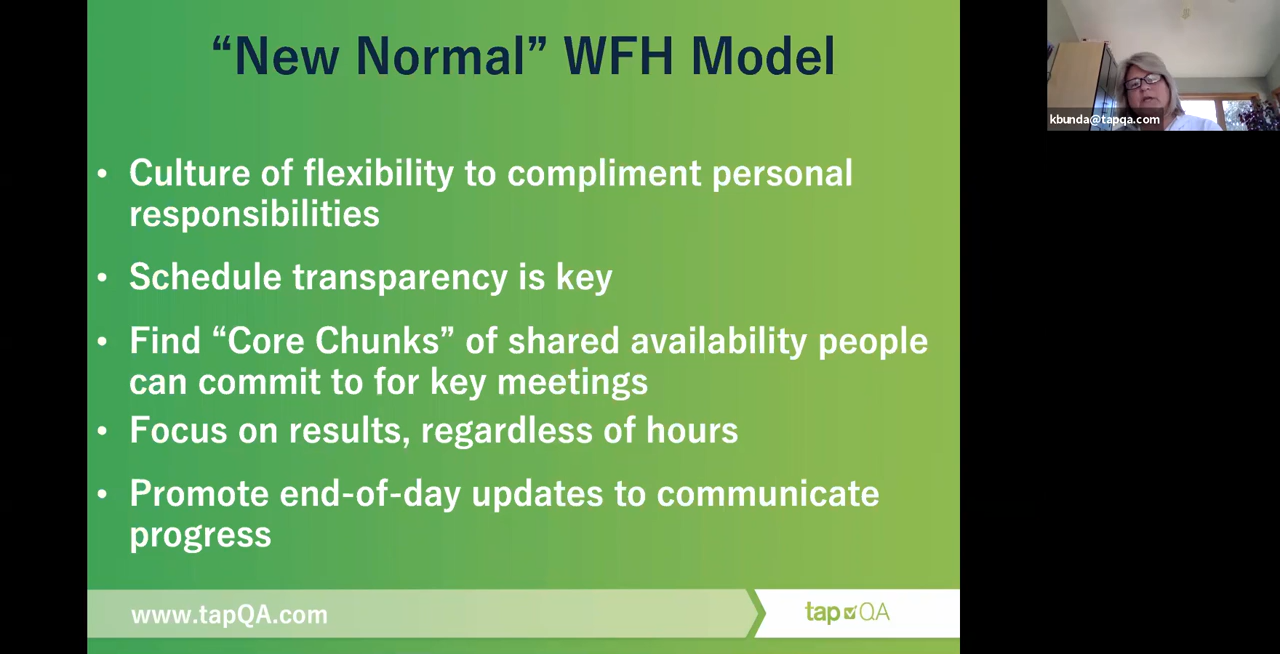 “New Normal” WFH Model
• Culture of flexibility to compliment personal
responsibilities
• Schedule transparency is key
• Find “Core Chunks” of shared availability people
can commit to for key meetings
• Focus on results, regardless of hours
• Promote end-of-day updates to communicate
progress
www.tapQA.com
tap QA
kbunda@tapqa.com